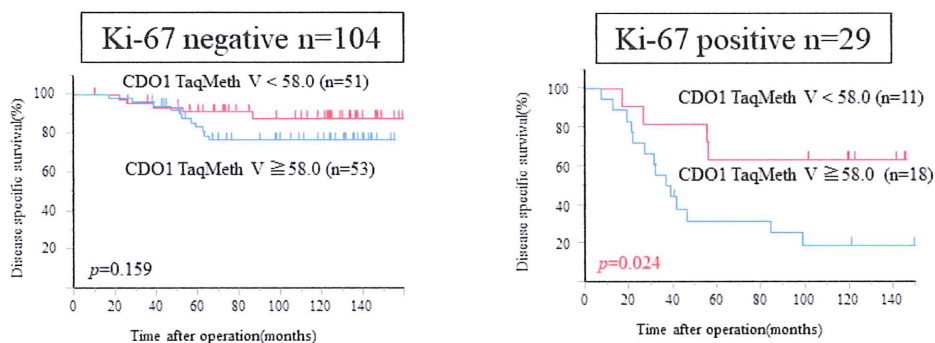 Ki-67 negative n=104
CDO1 TaqMeth V < 58.0 (n=51)
CDO1 TaqMeth V ≧ 58.0 (n=53)
Disease specific survival(%)
100
80
60
40
20
p=0.159
0 20 40 60 80 100 120 140 160
Time after operation(months)
Ki-67 positive n=29
CDO1 TaqMeth V < 58.0 (n=11)
CDO1 TaqMeth V ≧ 58.0 (n=18)
Disease specific survival(%)
100
80
60
40
20
p=0.024
0 20 40 60 80 100 120 140
Time after operation(months)